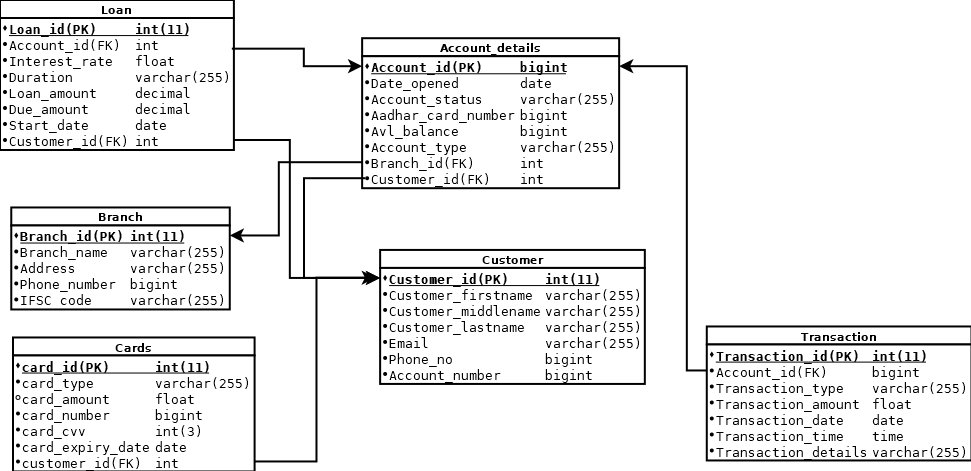 Loan
Loan_id(PK) int(11)
Account_id(FK) int
Interest_rate float
Duration varchar(255)
Loan_amount decimal
Due_amount decimal
Start_date date
Customer_id(FK) int
Account_details
Account_id(PK) bigint
Date_opened date
Account_status varchar(255)
Aadhar_card_number bigint
Avl_balance bigint
Account_type varchar(255)
Branch_id(FK) int
Customer_id(FK) int
Branch
Branch_id(PK) int(11)
Branch_name varchar(255)
Address varchar(255)
Phone_number bigint
IFSC code varchar(255)
Customer
Customer_id(PK) int(11)
Customer_firstname varchar(255)
Customer_middlename varchar(255)
Customer_lastname varchar(255)
Email varchar(255)
Phone_no bigint
Account_number bigint
Cards
card_id(PK) int(11)
card_type varchar(255)
card_amount float
card_number bigint
card_cvv int(3)
card_expiry_date date
customer_id(FK) int
Transaction
Transaction_id(PK) int(11)
Account_id(FK) bigint
Transaction_type varchar(255)
Transaction_amount float
Transaction_date date
Transaction_time time
Transaction_details varchar(255)